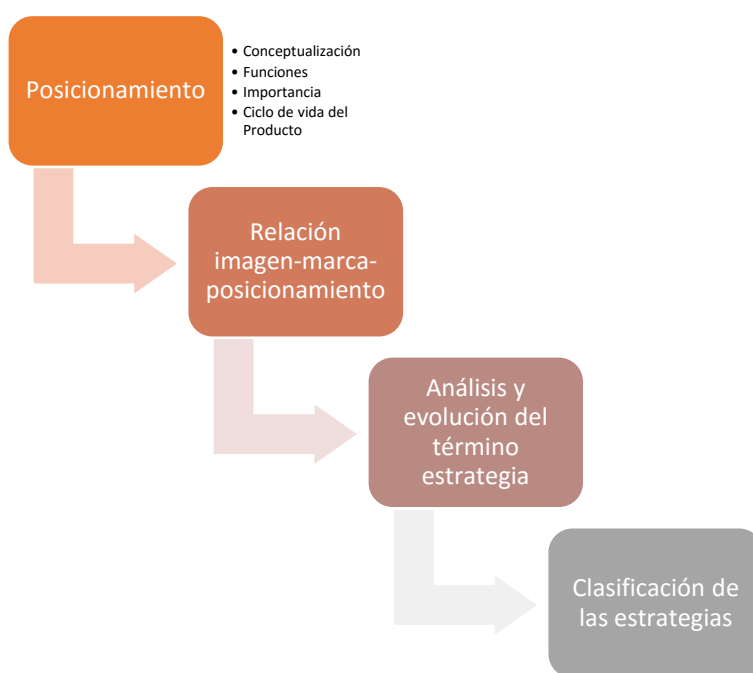 Posicionamiento
• Conceptualización
• Funciones
• Importancia
• Ciclo de vida del
Producto
Relación
imagen-marca-
posicionamiento
Análisis y
evolución del
término
estrategia
Clasificación de
las estrategias